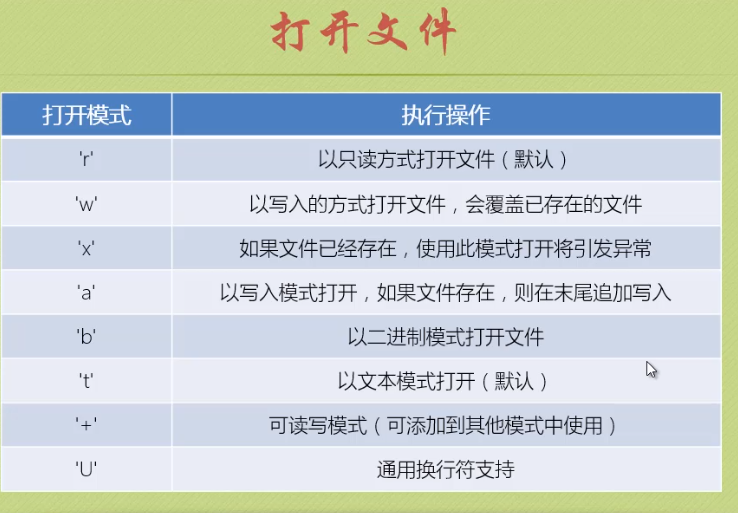 打开文件
打开模式 执行操作
'r' 以只读方式打开文件（默认）
'w' 以写入的方式打开文件，会覆盖已存在的文件
'x' 如果文件已经存在，使用此模式打开将引发异常
'a' 以写入模式打开，如果文件存在，则在末尾追加写入
'b' 以二进制模式打开文件
't' 以文本模式打开（默认）
'+' 可读写模式（可添加到其他模式中使用）
'U' 通用换行符支持